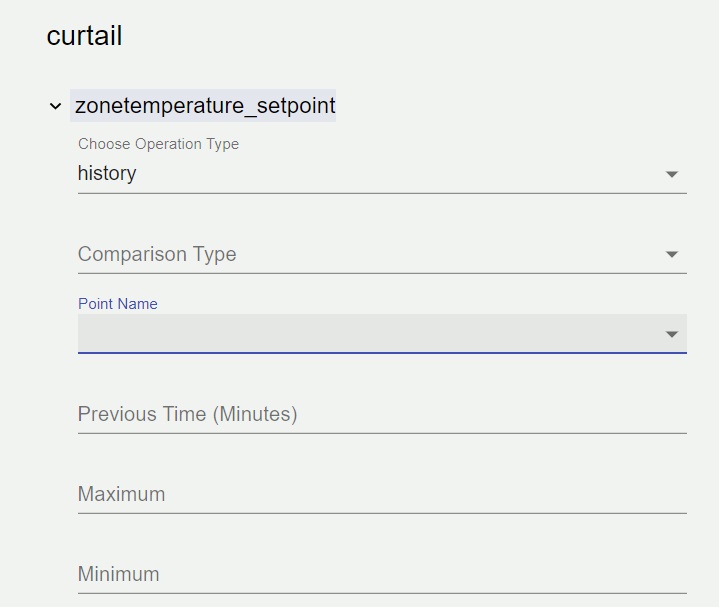 curtail
zonetemperature_setpoint
Choose Operation Type
history
Comparison Type
Point Name
Previous Time (Minutes)
Maximum
Minimum